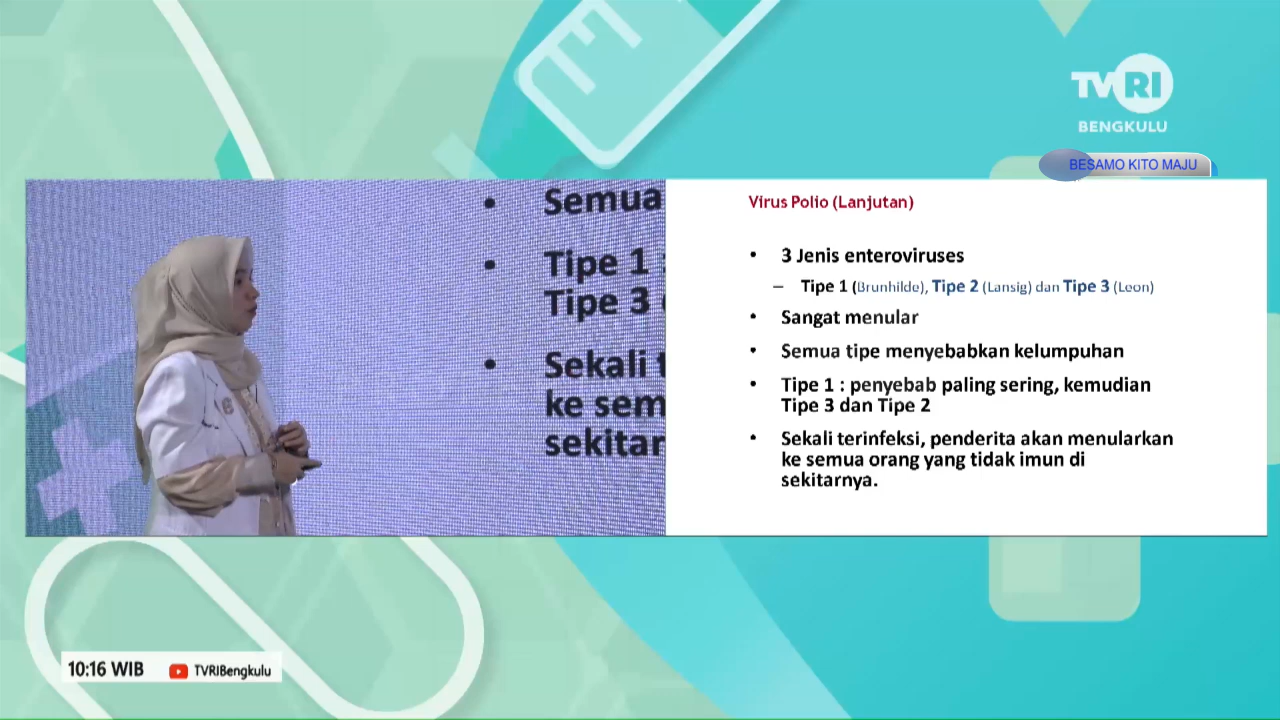 TVRI
BENGKULU
BESAMO KITO MAJU
• Semua
• Tipe 1 :
Tipe 3
• Sekali
ke sem
sekitar
Virus Polio (Lanjutan)
• 3 Jenis enteroviruses
– Tipe 1 (Brunhilde), Tipe 2 (Lansig) dan Tipe 3 (Leon)
• Sangat menular
• Semua tipe menyebabkan kelumpuhan
• Tipe 1 : penyebab paling sering, kemudian
Tipe 3 dan Tipe 2
• Sekali terinfeksi, penderita akan menularkan
ke semua orang yang tidak imun di
sekitarnya.
10:16 WIB
TVRIBengkulu